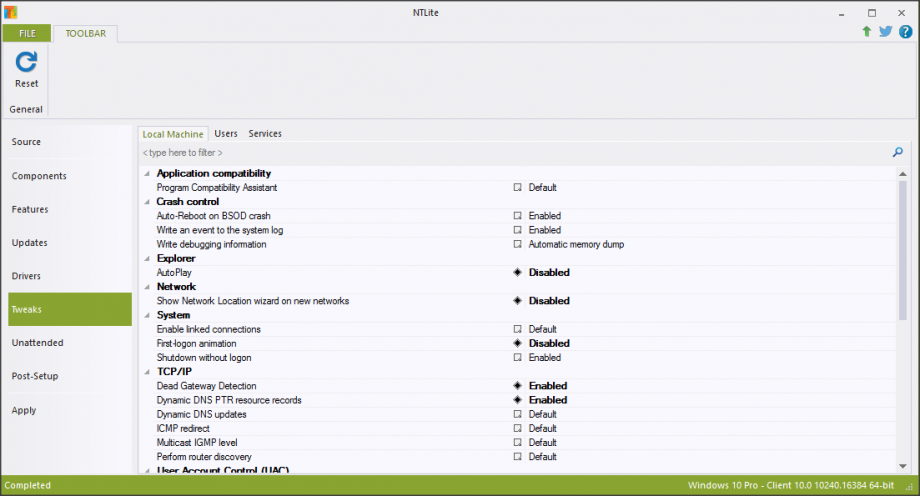 NTLite
FILE TOOLBAR
Reset
General
Source
Components
Features
Updates
Drivers
Tweaks
Unattended
Post-Setup
Apply
Local Machine Users Services
< type here to filter >
Application compatibility
Program Compatibility Assistant Default
Crash control
Auto-Reboot on BSOD crash Enabled
Write an event to the system log Enabled
Write debugging information Automatic memory dump
Explorer
AutoPlay Disabled
Network
Show Network Location wizard on new networks Disabled
System
Enable linked connections Default
First-logon animation Disabled
Shutdown without logon Enabled
TCP/IP
Dead Gateway Detection Enabled
Dynamic DNS PTR resource records Enabled
Dynamic DNS updates Default
ICMP redirect Default
Multicast IGMP level Default
Perform router discovery Default
User Account Control (UAC)
Completed Windows 10 Pro - Client 10.0 10240.16384 64-bit